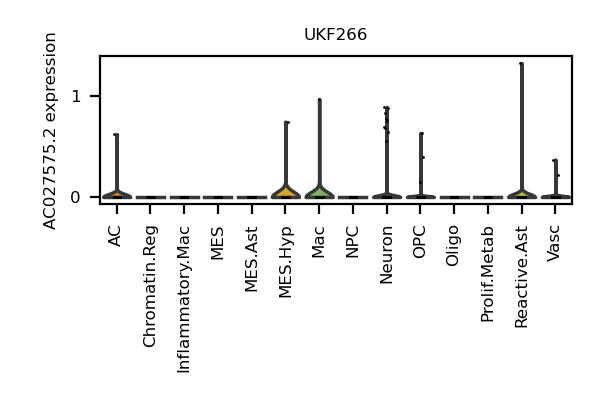 UKF266
AC027575.2 expression
1
0
AC
Chromatin.Reg
Inflammatory.Mac
MES
MES.Ast
MES.Hyp
Mac
NPC
Neuron
OPC
Oligo
Prolif.Metab
Reactive.Ast
Vasc